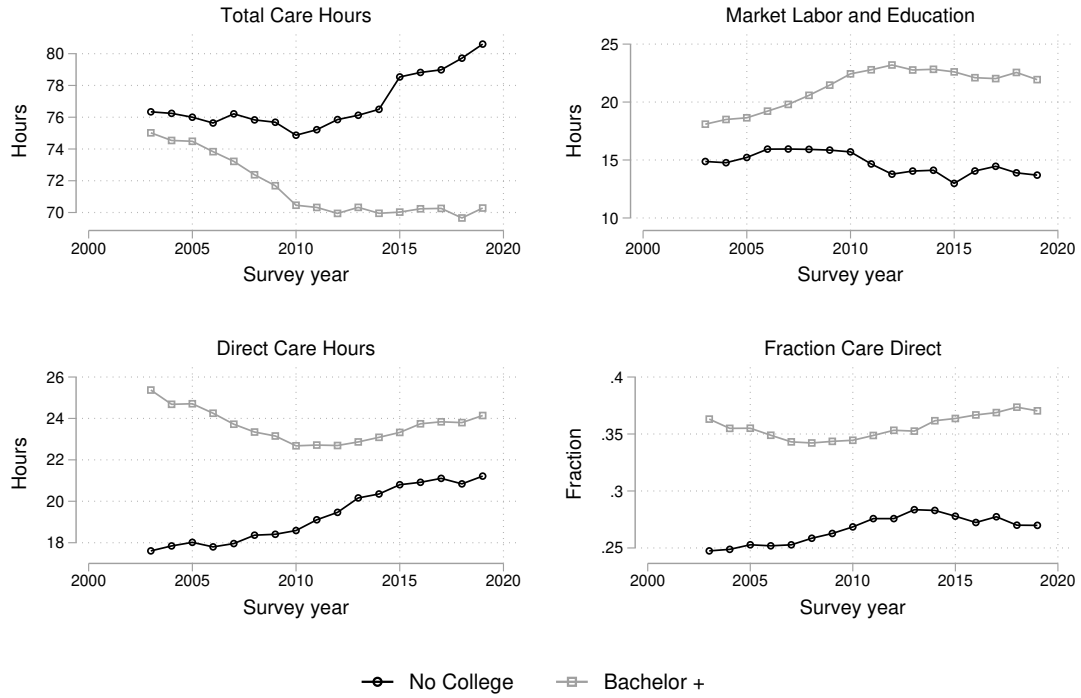 Total Care Hours
Hours
80
78
76
74
72
70
2000 2005 2010 2015 2020
Survey year
Market Labor and Education
Hours
25
20
15
10
2000 2005 2010 2015 2020
Survey year
Direct Care Hours
Hours
26
24
22
20
18
2000 2005 2010 2015 2020
Survey year
Fraction Care Direct
Fraction
.4
.35
.3
.25
2000 2005 2010 2015 2020
Survey year
No College Bachelor +